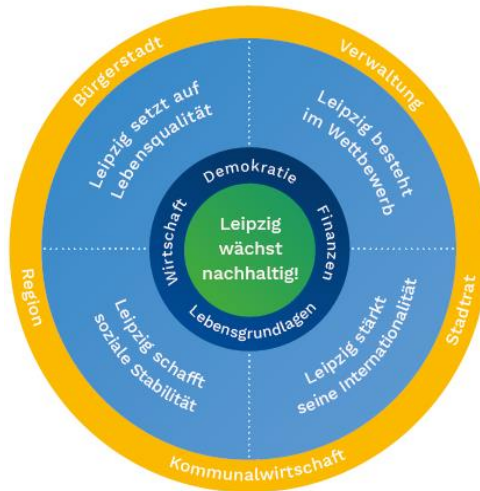 Bürgerstadt
Verwaltung
Leipzig setzt auf
Lebensqualität
Leipzig besteht
im Wettbewerb
Demokratie
Wirtschaft
Finanzen
Leipzig
wächst
nachhaltig!
Lebensgrundlagen
Region
Stadtrat
Leipzig schafft
soziale Stabilität
Leipzig stärkt
seine Internationalität
Kommunalwirtschaft